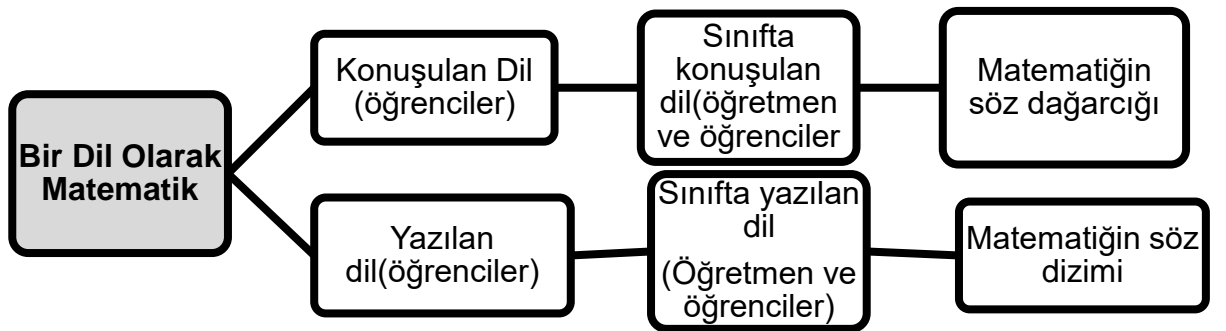 Bir Dil Olarak
Matematik
Konuşulan Dil
(öğrenciler)
Sınıfta
konuşulan
dil(öğretmen
ve öğrenciler
Matematiğin
söz dağarcığı
Yazılan
dil(öğrenciler)
Sınıfta yazılan
dil
(Öğretmen ve
öğrenciler)
Matematiğin söz
dizimi